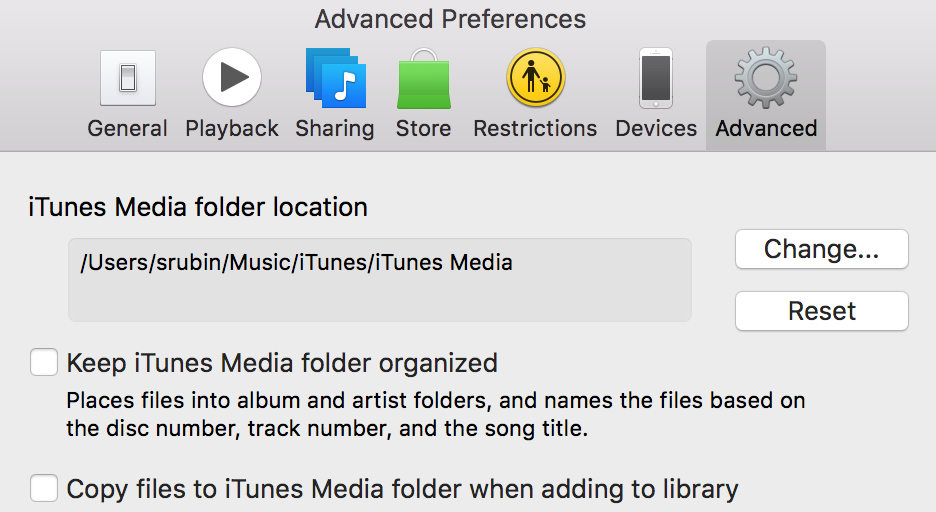 Advanced Preferences
General Playback Sharing Store Restrictions Devices Advanced
iTunes Media folder location
/Users/srubin/Music/iTunes/iTunes Media
Change...
Reset
Keep iTunes Media folder organized
Places files into album and artist folders, and names the files based on
the disc number, track number, and the song title.
Copy files to iTunes Media folder when adding to library